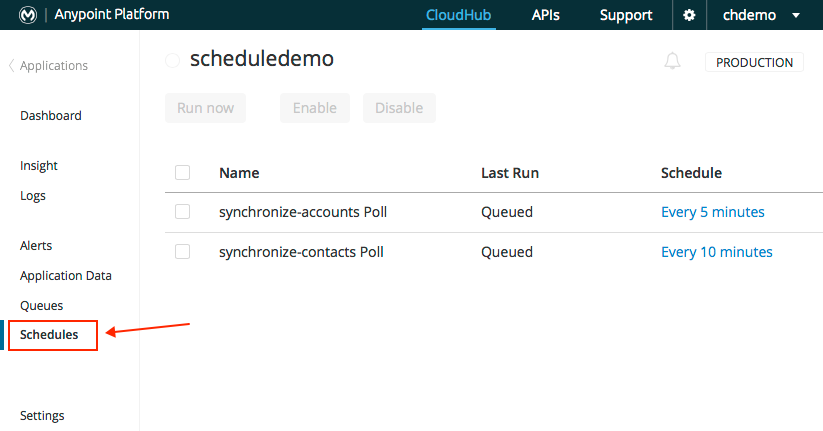 Anypoint Platform CloudHub APIs Support chdemo
Applications
scheduledemo PRODUCTION
Run now Enable Disable
Dashboard
Insight
Name Last Run Schedule
Logs
synchronize-accounts Poll Queued Every 5 minutes
Alerts
synchronize-contacts Poll Queued Every 10 minutes
Application Data
Queues
Schedules
Settings